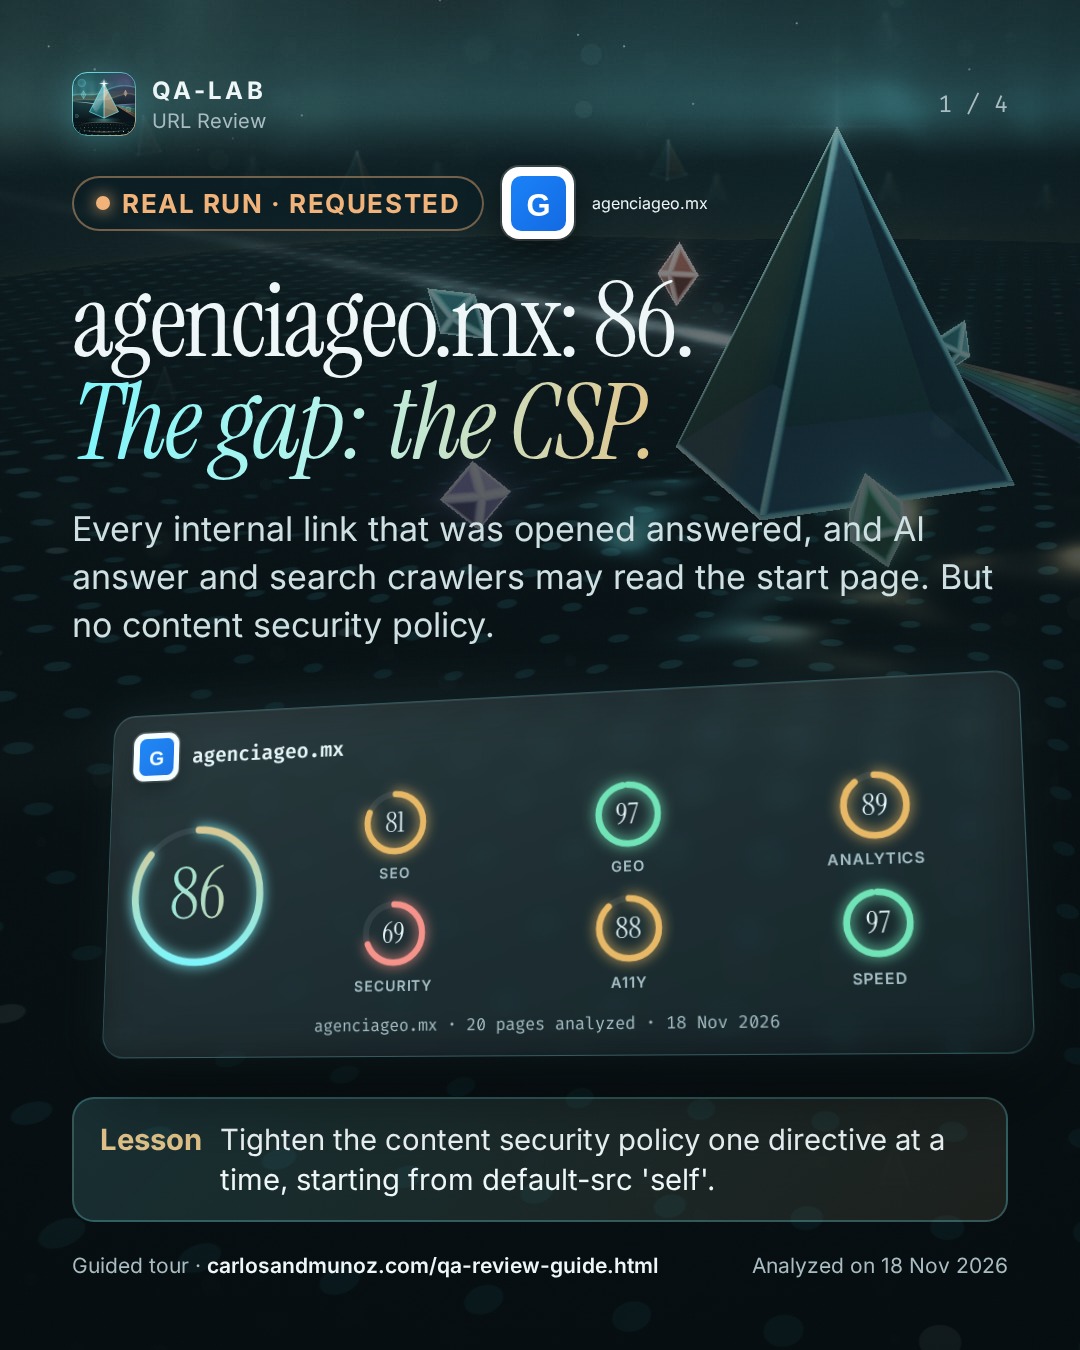 QA-LAB
URL Review
1 / 4
REAL RUN · REQUESTED
G
agenciageo.mx
agenciageo.mx: 86.
The gap: the CSP.
Every internal link that was opened answered, and AI
answer and search crawlers may read the start page. But
no content security policy.
G
agenciageo.mx
86
81
SEO
97
GEO
89
ANALYTICS
69
SECURITY
88
A11Y
97
SPEED
agenciageo.mx · 20 pages analyzed · 18 Nov 2026
Lesson Tighten the content security policy one directive at a
time, starting from default-src 'self'.
Guided tour · carlosandmunoz.com/qa-review-guide.html
Analyzed on 18 Nov 2026